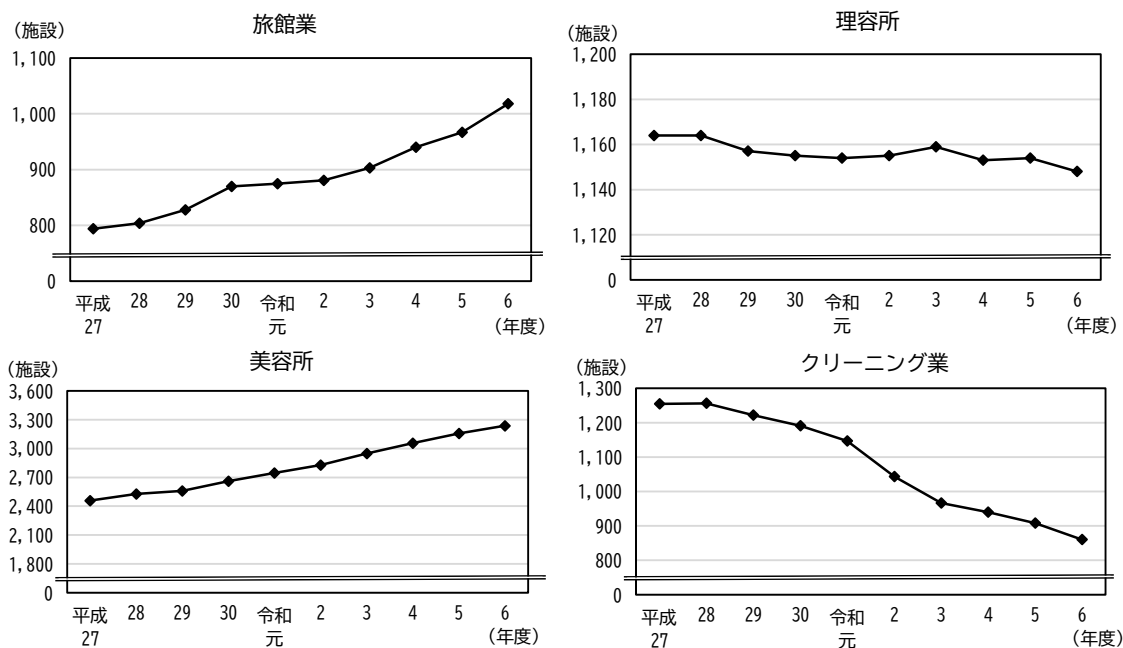 旅館業
(施設)
1,100
1,000
900
800
0
平成 28 29 30 令和 2 3 4 5 6
27 元 (年度)
理容所
(施設)
1,200
1,180
1,160
1,140
1,120
0
平成 28 29 30 令和 2 3 4 5 6
27 元 (年度)
美容所
(施設)
3,600
3,300
3,000
2,700
2,400
2,100
1,800
0
平成 28 29 30 令和 2 3 4 5 6
27 元 (年度)
クリーニング業
(施設)
1,300
1,200
1,100
1,000
900
800
0
平成 28 29 30 令和 2 3 4 5 6
27 元 (年度)